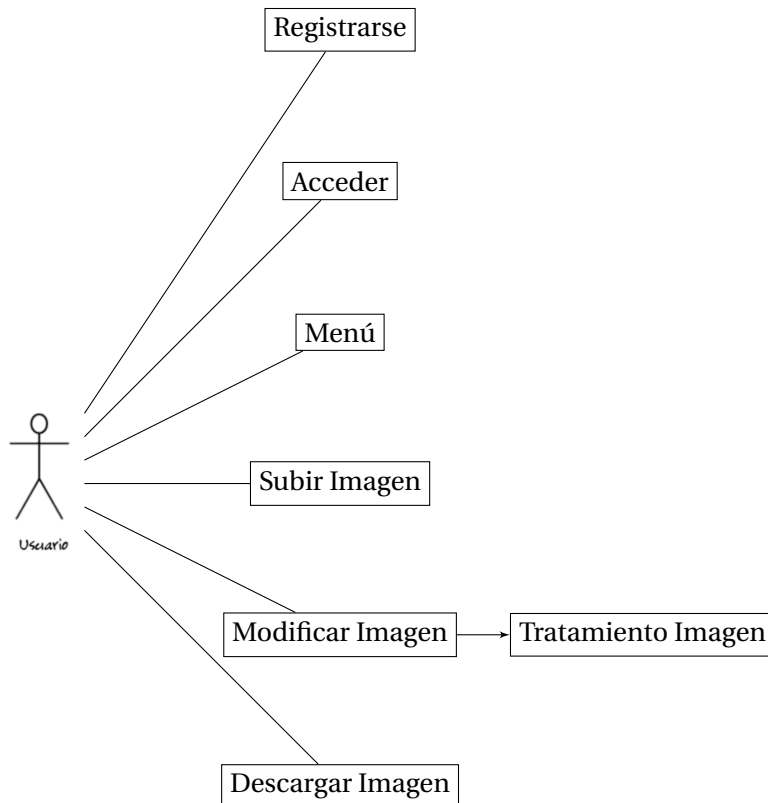 Registrarse
Acceder
Menú
Subir Imagen
Usuario
Modificar Imagen
Tratamiento Imagen
Descargar Imagen